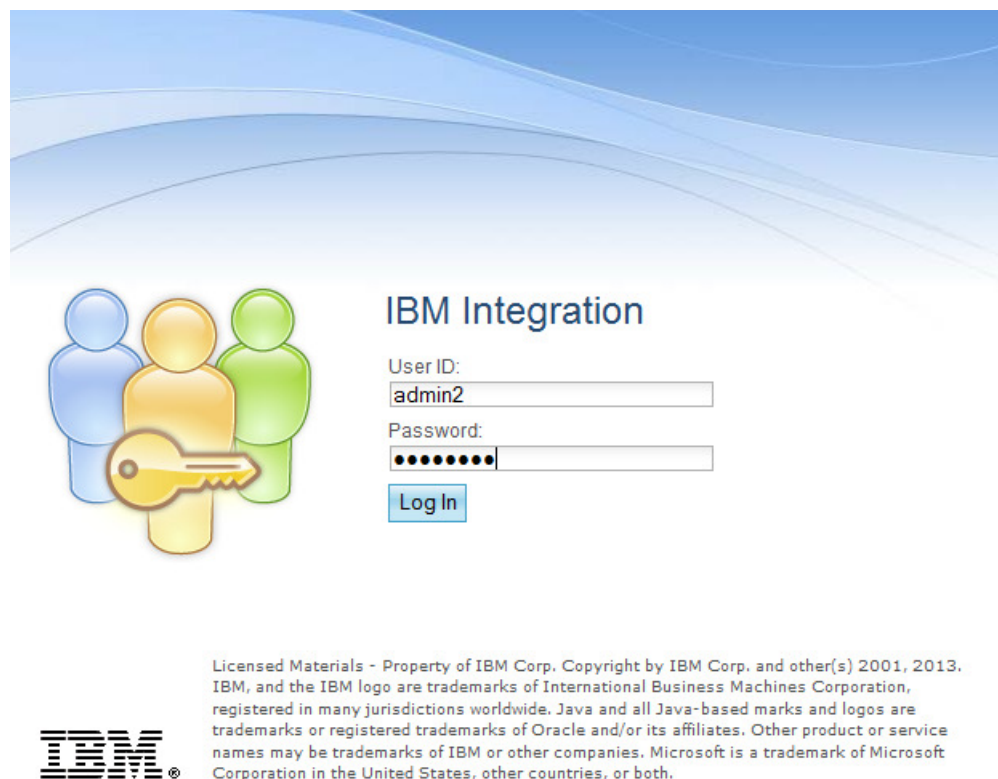 IBM Integration
User ID:
admin2
Password:
●●●●●●●●
Log In
Licensed Materials - Property of IBM Corp. Copyright by IBM Corp. and other(s) 2001, 2013.
IBM, and the IBM logo are trademarks of International Business Machines Corporation,
registered in many jurisdictions worldwide. Java and all Java-based marks and logos are
trademarks or registered trademarks of Oracle and/or its affiliates. Other product or service
names may be trademarks of IBM or other companies. Microsoft is a trademark of Microsoft
Corporation in the United States, other countries, or both.
IBM®